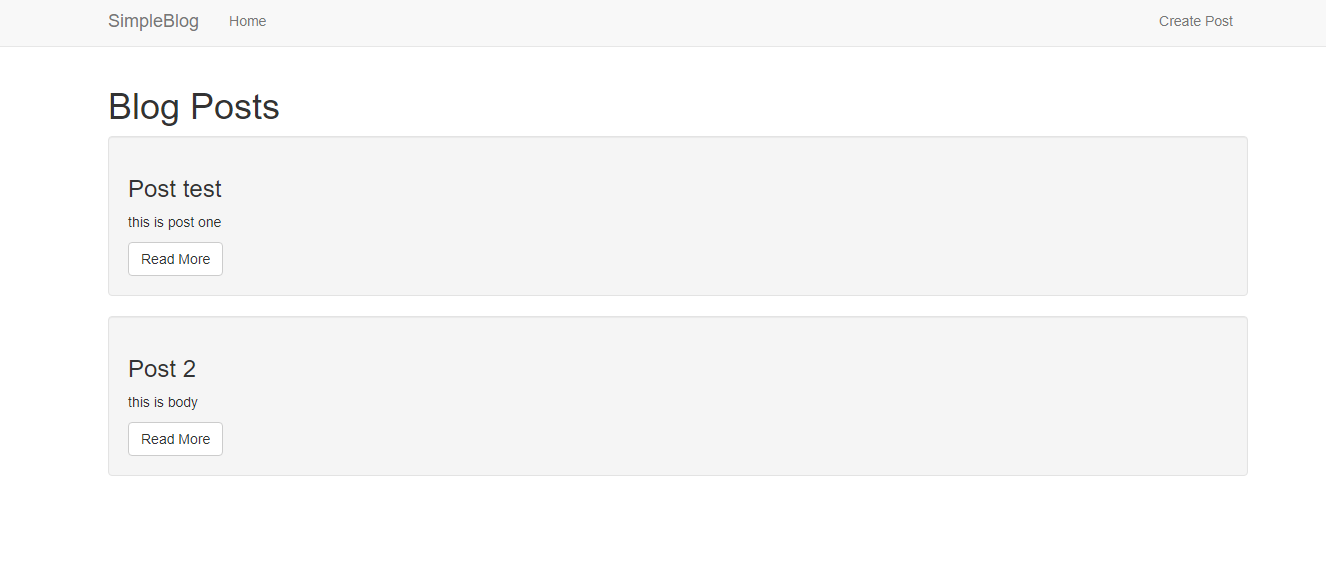 SimpleBlog Home Create Post
Blog Posts
Post test
this is post one
Read More
Post 2
this is body
Read More